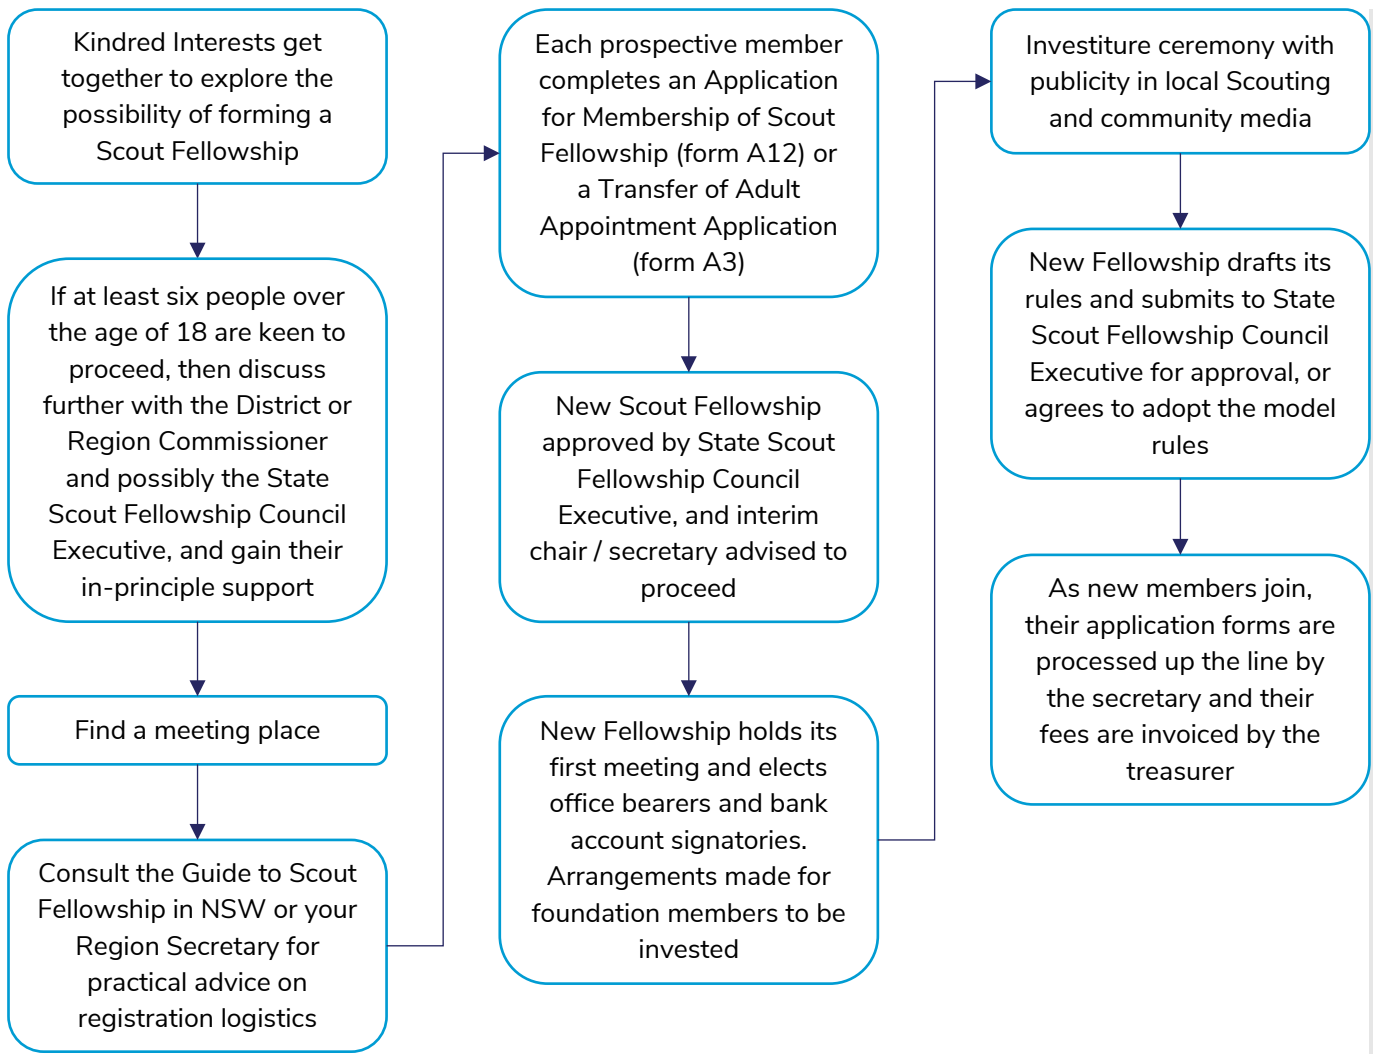 Kindred Interests get
together to explore the
possibility of forming a
Scout Fellowship
If at least six people over
the age of 18 are keen to
proceed, then discuss
further with the District or
Region Commissioner
and possibly the State
Scout Fellowship Council
Executive, and gain their
in-principle support
Find a meeting place
Consult the Guide to Scout
Fellowship in NSW or your
Region Secretary for
practical advice on
registration logistics
Each prospective member
completes an Application
for Membership of Scout
Fellowship (form A12) or
a Transfer of Adult
Appointment Application
(form A3)
New Scout Fellowship
approved by State Scout
Fellowship Council
Executive, and interim
chair / secretary advised to
proceed
New Fellowship holds its
first meeting and elects
office bearers and bank
account signatories.
Arrangements made for
foundation members to be
invested
Investiture ceremony with
publicity in local Scouting
and community media
New Fellowship drafts its
rules and submits to State
Scout Fellowship Council
Executive for approval, or
agrees to adopt the model
rules
As new members join,
their application forms are
processed up the line by
the secretary and their
fees are invoiced by the
treasurer